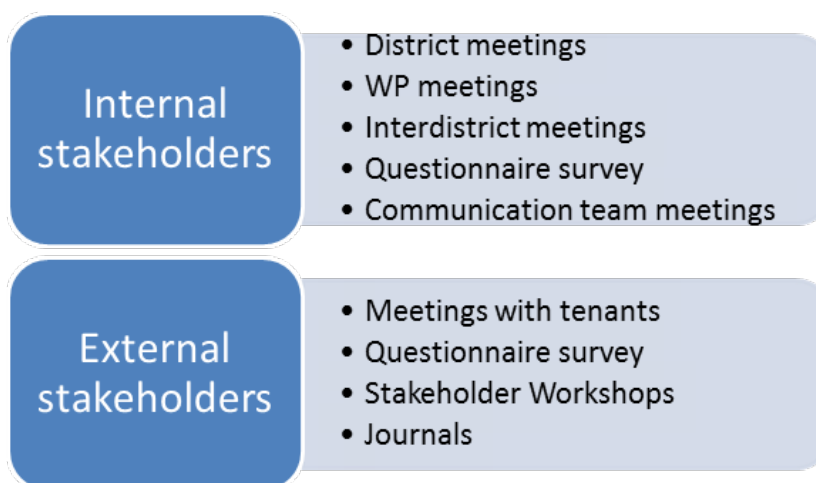 Internal
stakeholders
• District meetings
• WP meetings
• Interdistrict meetings
• Questionnaire survey
• Communication team meetings
External
stakeholders
• Meetings with tenants
• Questionnaire survey
• Stakeholder Workshops
• Journals